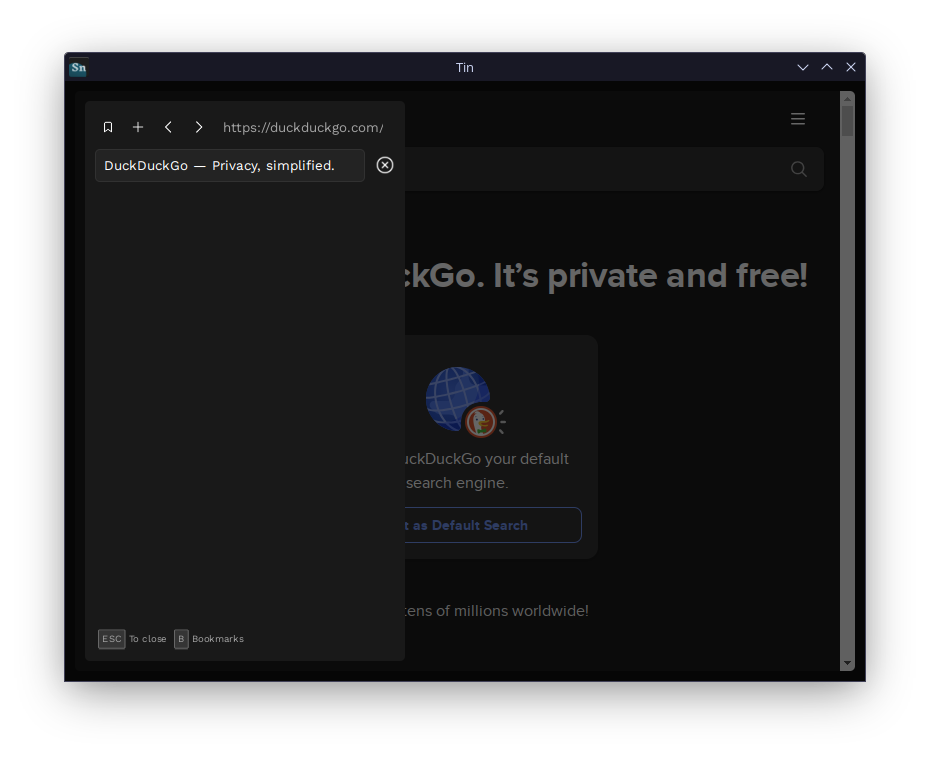 Sn
Tin
https://duckduckgo.com/
DuckDuckGo — Privacy, simplified.
ckGo. It’s private and free!
uckDuckGo your default
search engine.
t as Default Search
tens of millions worldwide!
ESC To close B Bookmarks